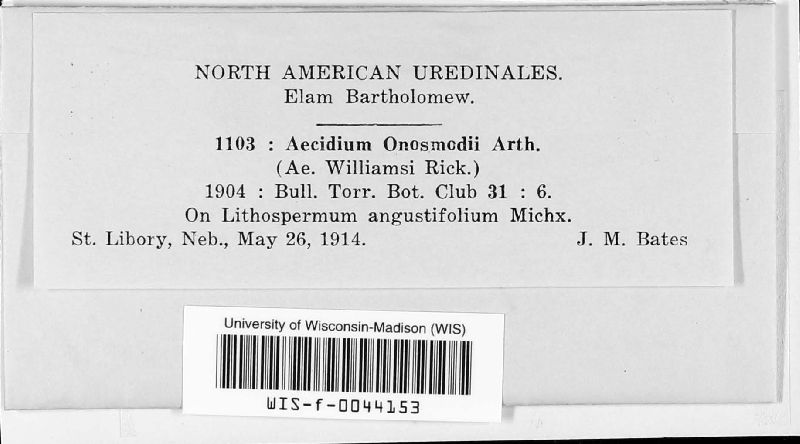 NORTH AMERICAN UREDINALES.
Elam Bartholomew.
1103 : Aecidium Onosmodii Arth.
(Ae. Williamsi Rick.)
1904 : Bull. Torr. Bot. Club 31 : 6.
On Lithospermum angustifolium Michx.
St. Libory, Neb., May 26, 1914. J. M. Bates
University of Wisconsin-Madison (WIS)
WIS-f-0044153